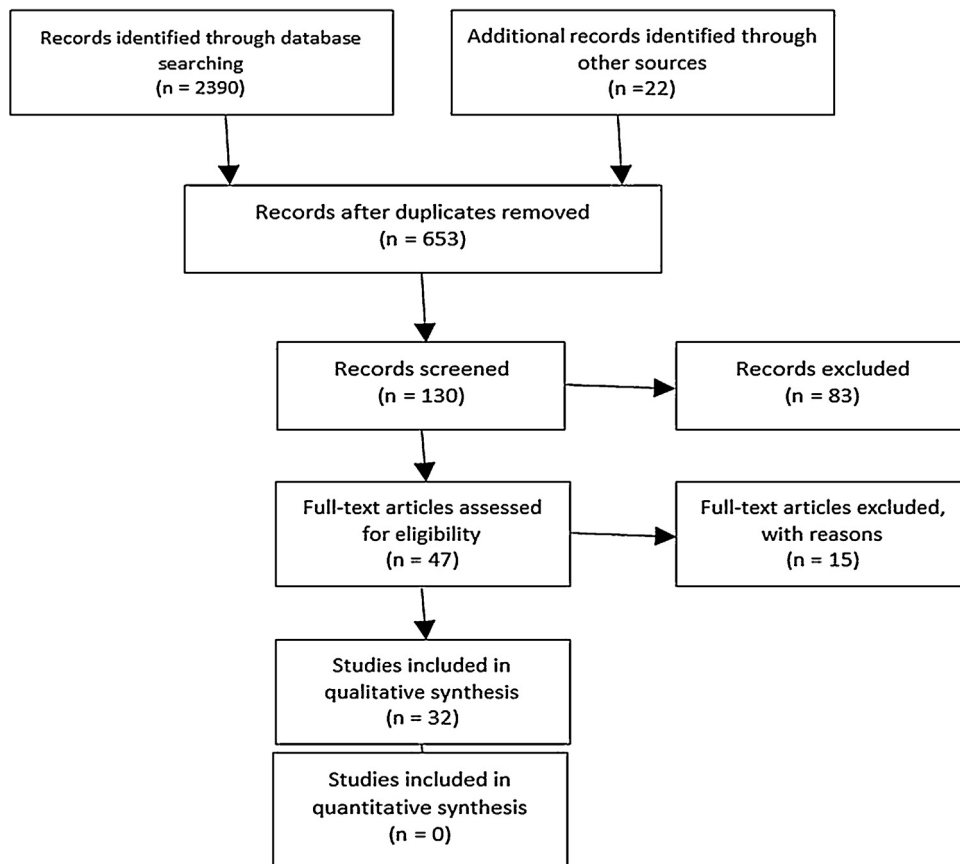 Records identified through database
searching
(n = 2390)
Additional records identified through
other sources
(n =22)
Records after duplicates removed
(n = 653)
Records screened
(n = 130)
Records excluded
(n = 83)
Full-text articles assessed
for eligibility
(n = 47)
Full-text articles excluded,
with reasons
(n = 15)
Studies included in
qualitative synthesis
(n = 32)
Studies included in
quantitative synthesis
(n = 0)